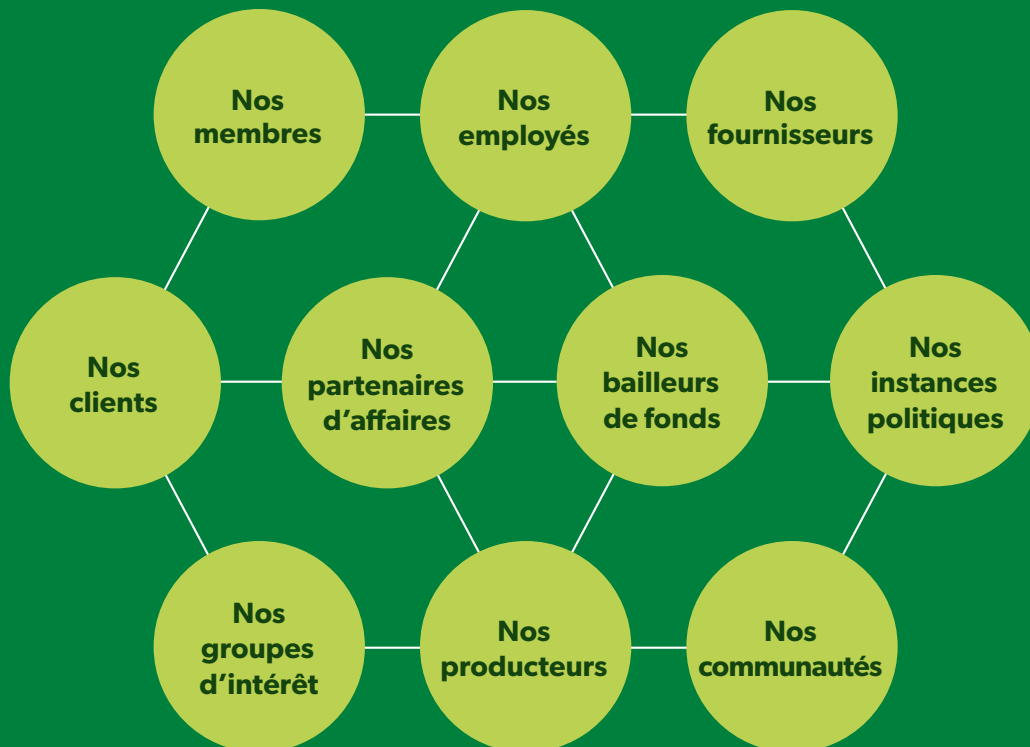 Nos
membres
Nos
employés
Nos
fournisseurs
Nos
clients
Nos
partenaires
d’affaires
Nos
bailleurs
de fonds
Nos
instances
politiques
Nos
groupes
d’intérêt
Nos
producteurs
Nos
communautés